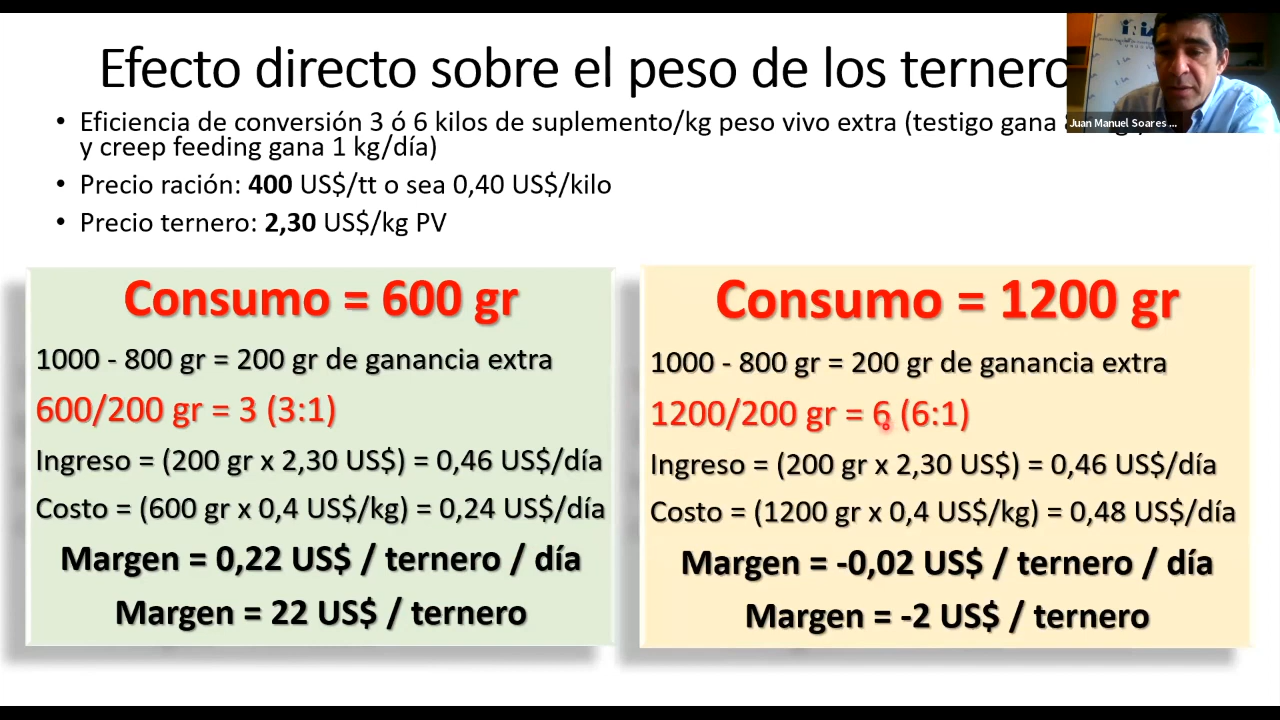 Efecto directo sobre el peso de los ternero
• Eficiencia de conversión 3 ó 6 kilos de suplemento/kg peso vivo extra (testigo gana
y creep feeding gana 1 kg/día)
• Precio ración: 400 US$/tt o sea 0,40 US$/kilo
• Precio ternero: 2,30 US$/kg PV
Juan Manuel Soares ...
Consumo = 600 gr
1000 - 800 gr = 200 gr de ganancia extra
600/200 gr = 3 (3:1)
Ingreso = (200 gr x 2,30 US$) = 0,46 US$/día
Costo = (600 gr x 0,4 US$/kg) = 0,24 US$/día
Margen = 0,22 US$ / ternero / día
Margen = 22 US$ / ternero
Consumo = 1200 gr
1000 - 800 gr = 200 gr de ganancia extra
1200/200 gr = 6 (6:1)
Ingreso = (200 gr x 2,30 US$) = 0,46 US$/día
Costo = (1200 gr x 0,4 US$/kg) = 0,48 US$/día
Margen = -0,02 US$ / ternero / día
Margen = -2 US$ / ternero